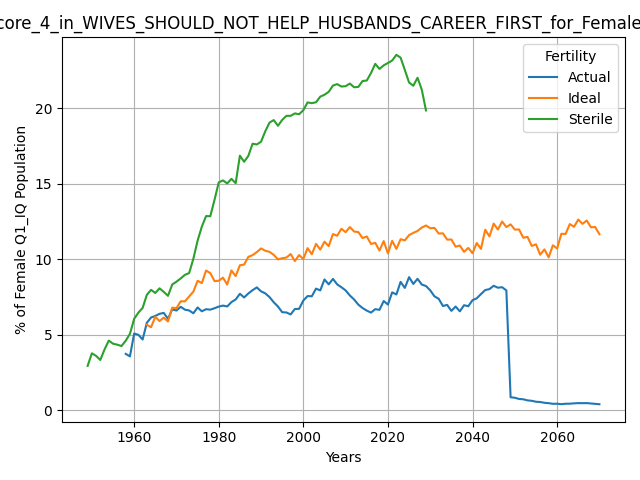 core_4_in_WIVES_SHOULD_NOT_HELP_HUSBANDS_CAREER_FIRST_for_Female
% of Female Q1_IQ Population
20
15
10
5
0
1960 1980 2000 2020 2040 2060
Years
Fertility
Actual
Ideal
Sterile